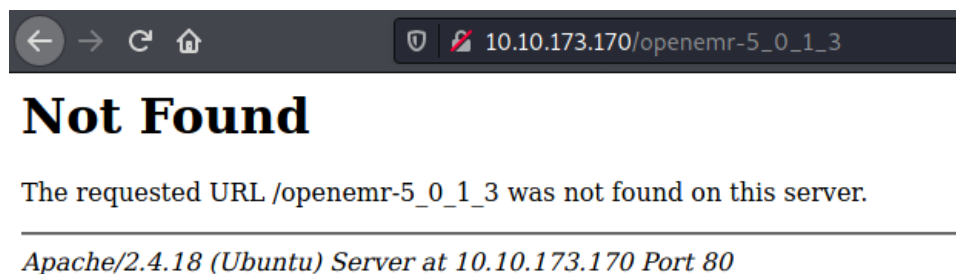 10.10.173.170/openemr-5_0_1_3
Not Found
The requested URL /openemr-5_0_1_3 was not found on this server.
Apache/2.4.18 (Ubuntu) Server at 10.10.173.170 Port 80